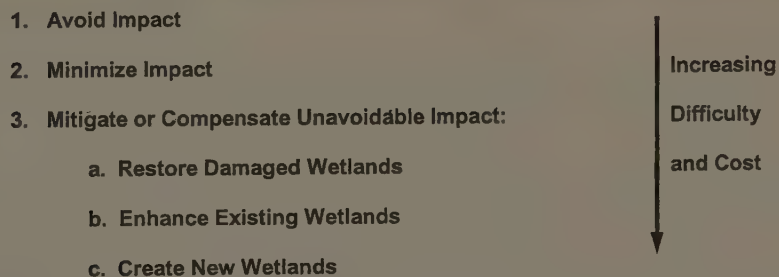 1. Avoid Impact
2. Minimize Impact
3. Mitigate or Compensate Unavoidable Impact:
a. Restore Damaged Wetlands
b. Enhance Existing Wetlands
c. Create New Wetlands
Increasing
Difficulty
and Cost